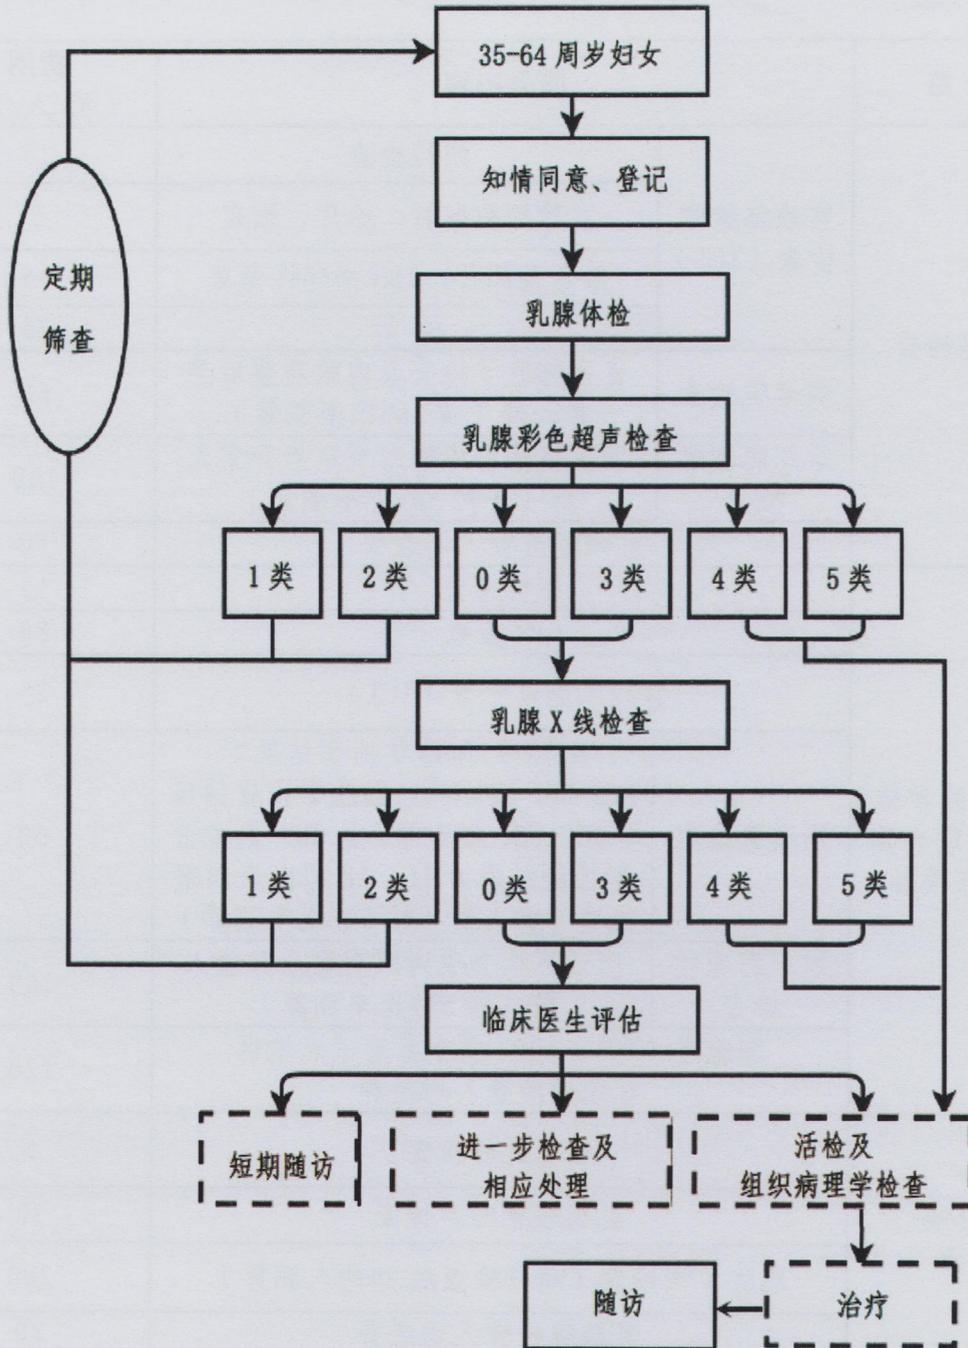 35-64 周岁妇女
知情同意、登记
定期
筛查
乳腺体检
乳腺彩色超声检查
1 类
2 类
0 类
3 类
4 类
5 类
乳腺 X 线检查
1 类
2 类
0 类
3 类
4 类
5 类
临床医生评估
短期随访
进一步检查及
相应处理
活检及
组织病理学检查
随访
治疗